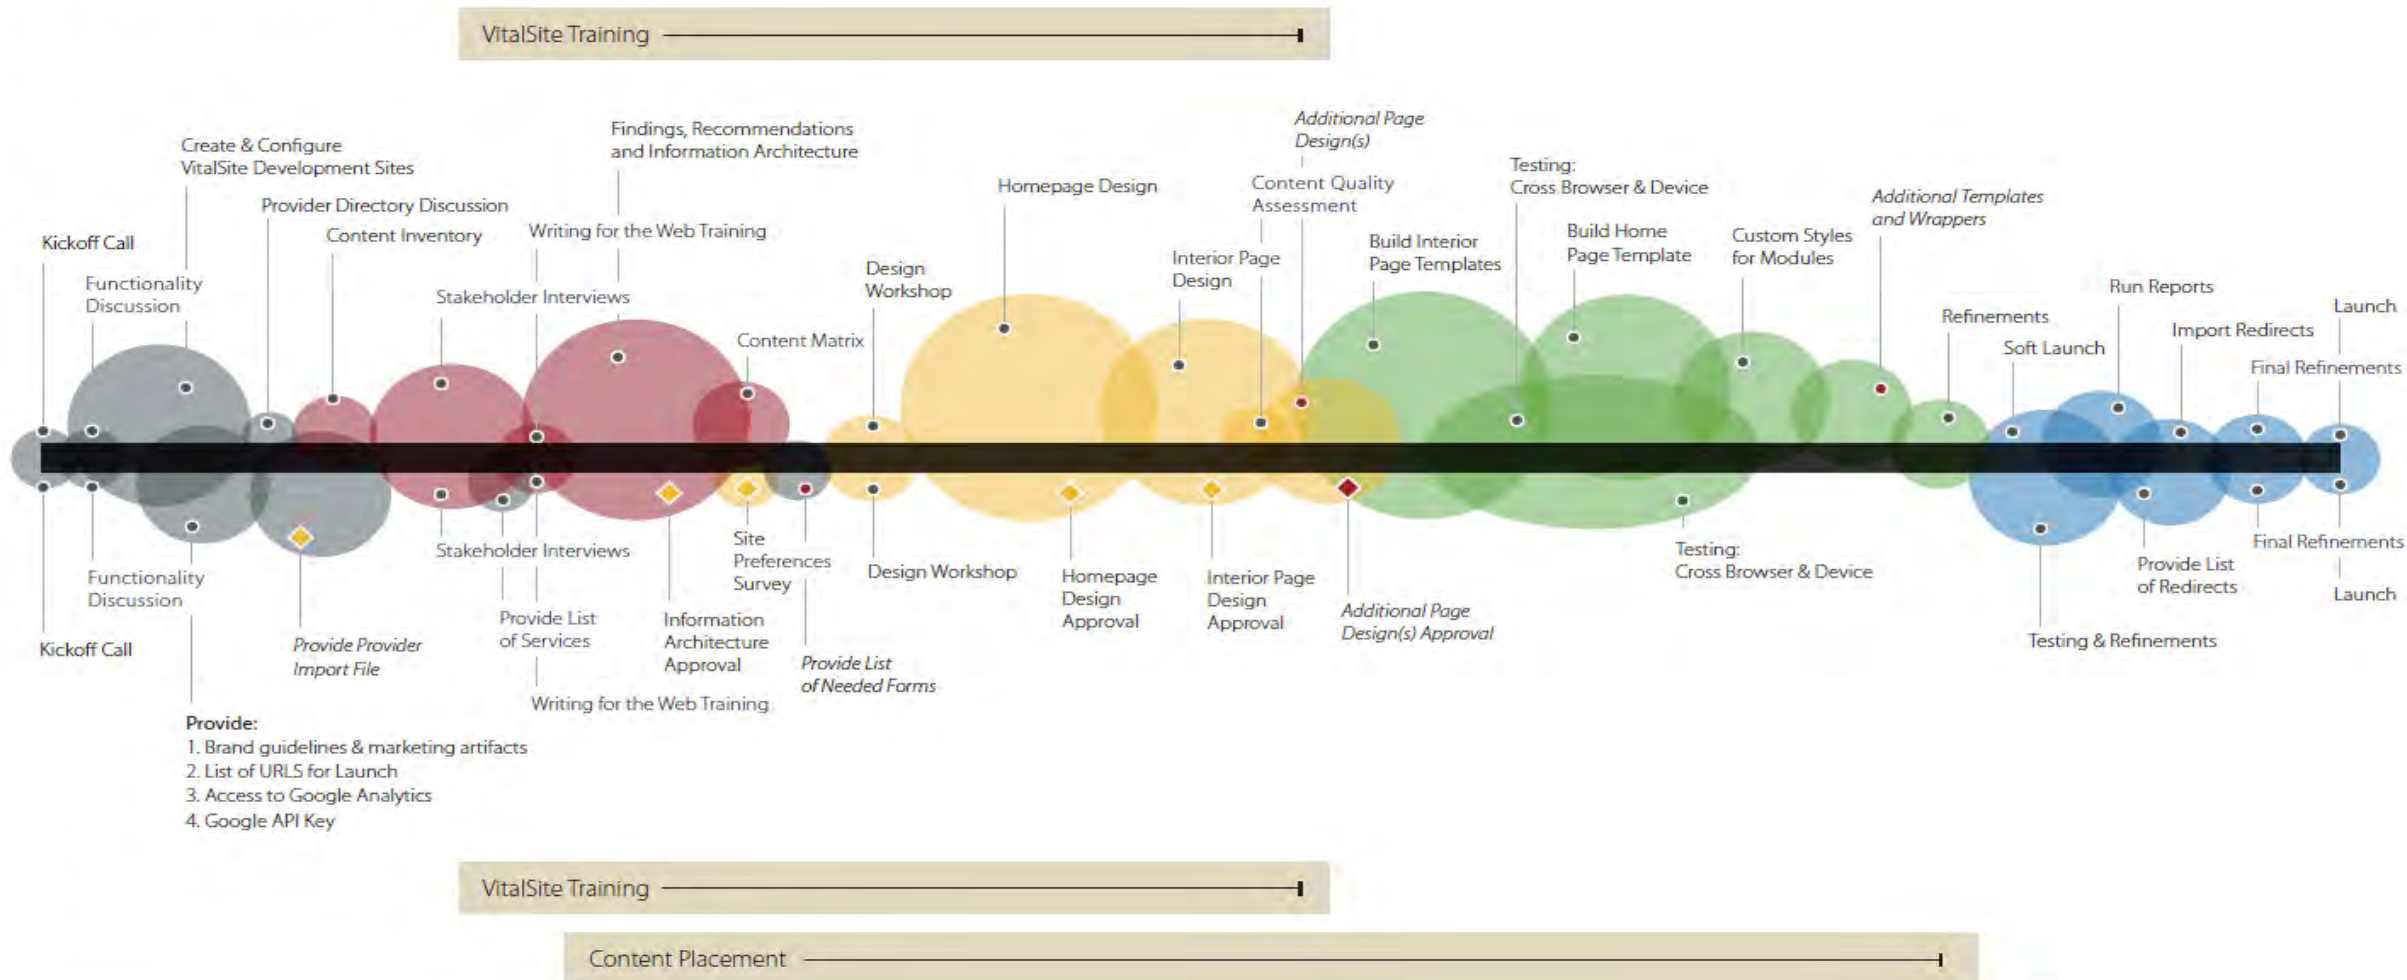 VitalSite Training
Additional Page
Design(s)
Findings, Recommendations
and Information Architecture
Create & Configure
VitalSite Development Sites
Testing:
Cross Browser & Device
Homepage Design
Content Quality
Assessment
Additional Templates
and Wrappers
Provider Directory Discussion
Content Inventory
Writing for the Web Training
Kickoff Call
Build Interior
Page Templates
Build Home
Page Template
Custom Styles
for Modules
Interior Page
Design
Design
Workshop
Functionality
Discussion
Stakeholder Interviews
Run Reports
Launch
Refinements
Import Redirects
Content Matrix
Soft Launch
Final Refinements
Stakeholder Interviews
Site
Preferences
Survey
Design Workshop
Homepage
Design
Approval
Interior Page
Design
Approval
Testing:
Cross Browser & Device
Final Refinements
Provide List
of Redirects
Launch
Functionality
Discussion
Provide List
of Services
Information
Architecture
Approval
Additional Page
Design(s) Approval
Testing & Refinements
Kickoff Call
Provide Provider
Import File
Provide List
of Needed Forms
Writing for the Web Training
Provide:
1. Brand guidelines & marketing artifacts
2. List of URLS for Launch
3. Access to Google Analytics
4. Google API Key
VitalSite Training
Content Placement